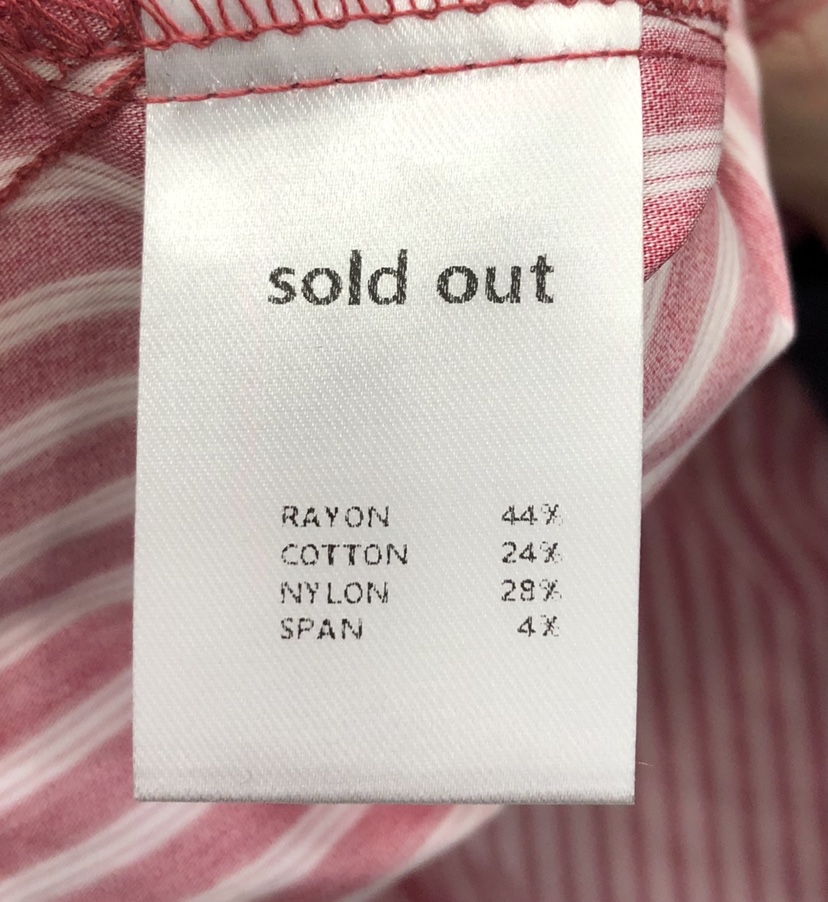 sold out
RAYON 44%
COTTON 24%
NYLON 28%
SPAN 4%